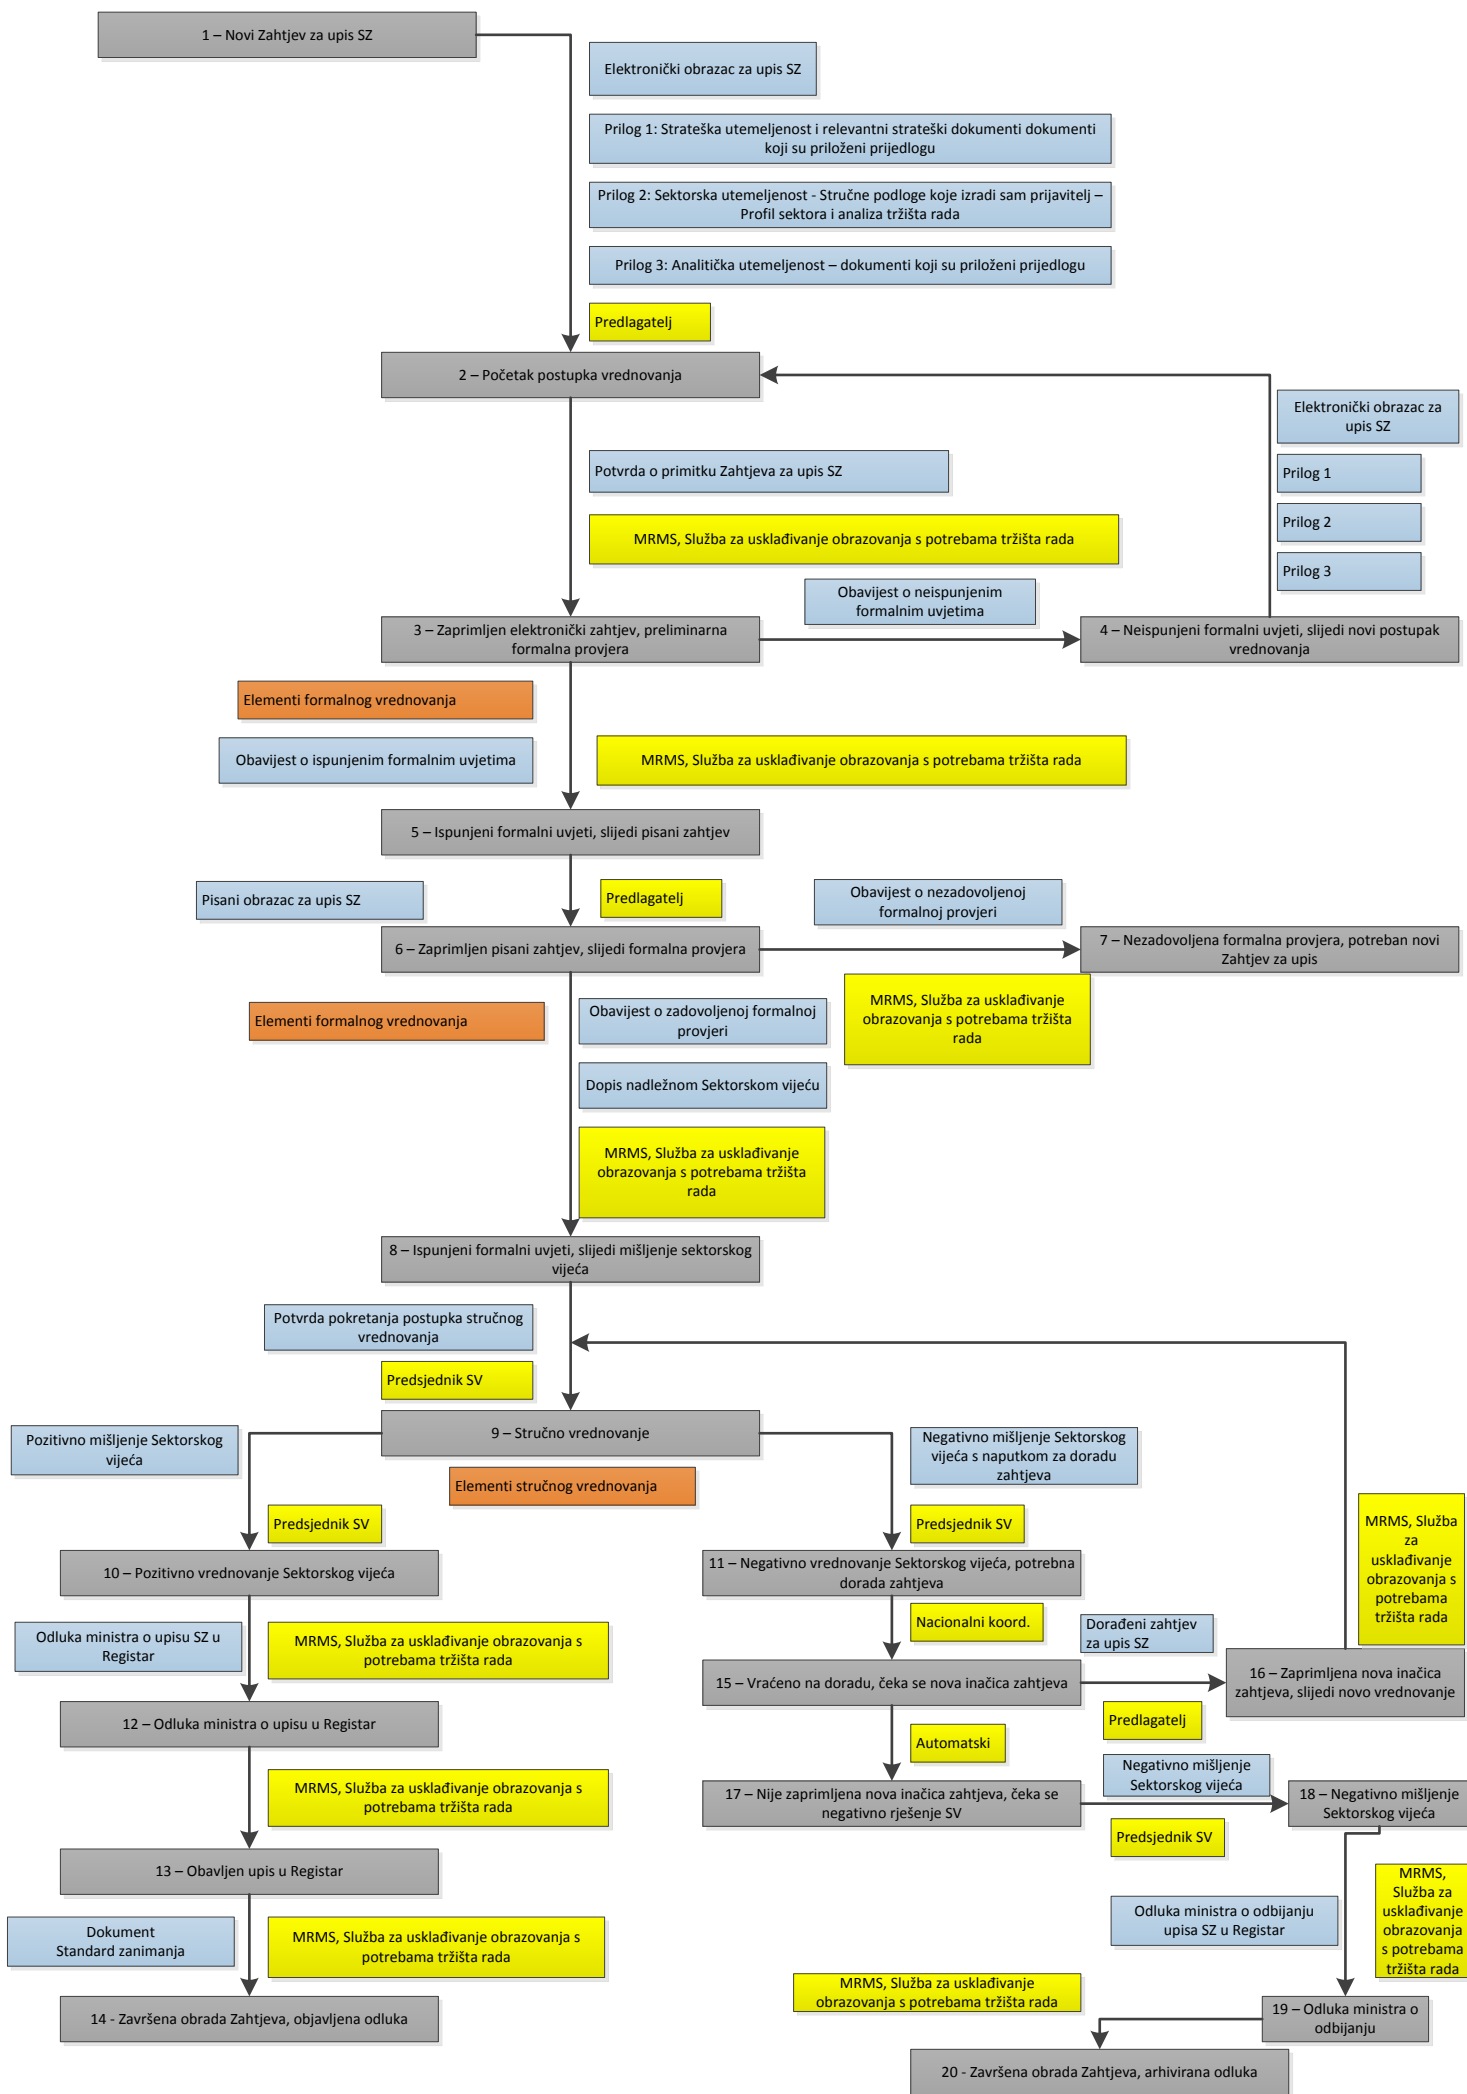 1 – Novi Zahtjev za upis SZ
Elektronički obrazac za upis SZ
Prilog 1: Strateška utemeljenost i relevantni strateški dokumenti dokumenti
koji su priloženi prijedlogu
Prilog 2: Sektorska utemeljenost - Stručne podloge koje izradi sam prijavitelj –
Profil sektora i analiza tržišta rada
Prilog 3: Analitička utemeljenost – dokumenti koji su priloženi prijedlogu
Predlagatelj
2 – Početak postupka vrednovanja
Elektronički obrazac za
upis SZ
Prilog 1
Prilog 2
Prilog 3
Potvrda o primitku Zahtjeva za upis SZ
MRMS, Služba za usklađivanje obrazovanja s potrebama tržišta rada
Obavijest o neispunjenim
formalnim uvjetima
3 – Zaprimljen elektronički zahtjev, preliminarna
formalna provjera
4 – Neispunjeni formalni uvjeti, slijedi novi postupak
vrednovanja
Elementi formalnog vrednovanja
Obavijest o ispunjenim formalnim uvjetima
MRMS, Služba za usklađivanje obrazovanja s potrebama tržišta rada
5 – Ispunjeni formalni uvjeti, slijedi pisani zahtjev
Pisani obrazac za upis SZ
Predlagatelj
Obavijest o nezadovoljenoj
formalnoj provjeri
6 – Zaprimljen pisani zahtjev, slijedi formalna provjera
7 – Nezadovoljena formalna provjera, potreban novi
Zahtjev za upis
Elementi formalnog vrednovanja
Obavijest o zadovoljenoj formalnoj
provjeri
MRMS, Služba za usklađivanje
obrazovanja s potrebama tržišta
rada
Dopis nadležnom Sektorskom vijeću
MRMS, Služba za usklađivanje
obrazovanja s potrebama tržišta
rada
8 – Ispunjeni formalni uvjeti, slijedi mišljenje sektorskog
vijeća
Potvrda pokretanja postupka stručnog
vrednovanja
Predsjednik SV
9 – Stručno vrednovanje
Pozitivno mišljenje Sektorskog
vijeća
Negativno mišljenje Sektorskog
vijeća s naputkom za doradu
zahtjeva
Elementi stručnog vrednovanja
Predsjednik SV
Predsjednik SV
MRMS, Služba
za
usklađivanje
obrazovanja s
potrebama
tržišta rada
10 – Pozitivno vrednovanje Sektorskog vijeća
11 – Negativno vrednovanje Sektorskog vijeća, potrebna
dorada zahtjeva
Odluka ministra o upisu SZ u
Registar
MRMS, Služba za usklađivanje obrazovanja s
potrebama tržišta rada
Nacionalni koord.
Dorađeni zahtjev
za upis SZ
15 – Vraćeno na doradu, čeka se nova inačica zahtjeva
16 – Zaprimljena nova inačica
zahtjeva, slijedi novo vrednovanje
12 – Odluka ministra o upisu u Registar
Predlagatelj
Automatski
MRMS, Služba za usklađivanje obrazovanja s
potrebama tržišta rada
Negativno mišljenje
Sektorskog vijeća
17 – Nije zaprimljena nova inačica zahtjeva, čeka se
negativno rješenje SV
18 – Negativno mišljenje
Sektorskog vijeća
Predsjednik SV
13 – Obavljen upis u Registar
MRMS,
Služba za
usklađivanje
obrazovanja
s potrebama
tržišta rada
Odluka ministra o odbijanju
upisa SZ u Registar
Dokument
Standard zanimanja
MRMS, Služba za usklađivanje obrazovanja s
potrebama tržišta rada
MRMS, Služba za usklađivanje
obrazovanja s potrebama tržišta rada
14 - Završena obrada Zahtjeva, objavljena odluka
19 – Odluka ministra o
odbijanju
20 - Završena obrada Zahtjeva, arhivirana odluka